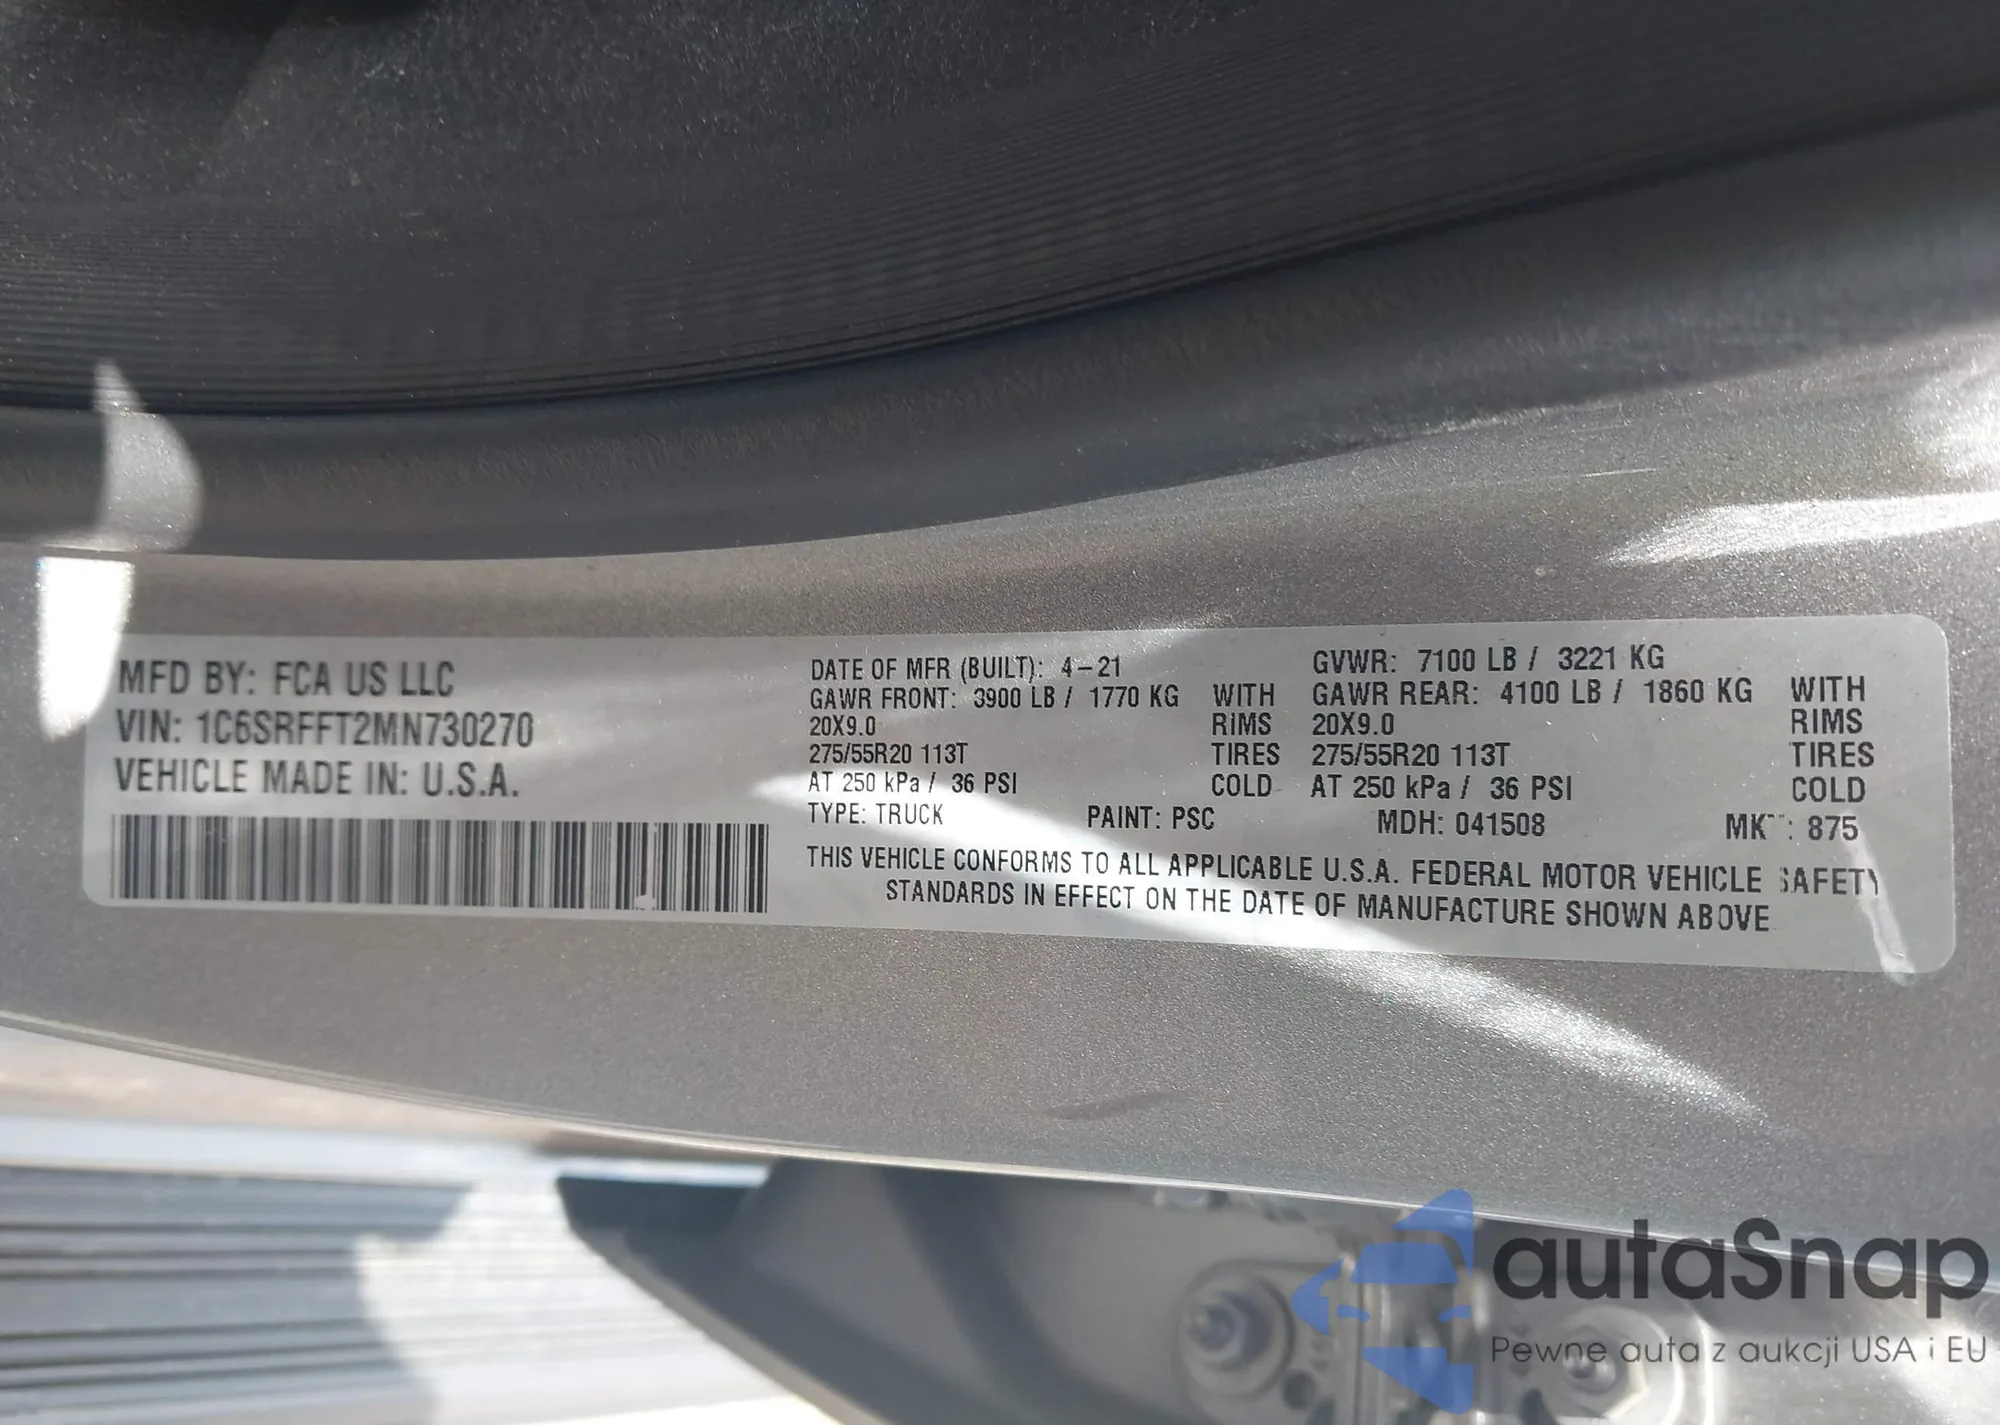 MFD BY: FCA US LLC
VIN: 1C6SRFFT2MN730270
VEHICLE MADE IN: U.S.A.
DATE OF MFR (BUILT): 4-21
GAWR FRONT: 3900 LB / 1770 KG WITH
20X9.0 RIMS
275/55R20 113T TIRES
AT 250 kPa / 36 PSI COLD
GVWR: 7100 LB / 3221 KG
GAWR REAR: 4100 LB / 1860 KG WITH
20X9.0 RIMS
275/55R20 113T TIRES
AT 250 kPa / 36 PSI COLD
TYPE: TRUCK PAINT: PSC MDH: 041508 : 875
THIS VEHICLE CONFORMS TO ALL APPLICABLE U.S.A. FEDERAL MOTOR VEHICLE SAFETY
STANDARDS IN EFFECT ON THE DATE OF MANUFACTURE SHOWN ABOVE
autaSnap
Pewne auta z aukcji USA i EU